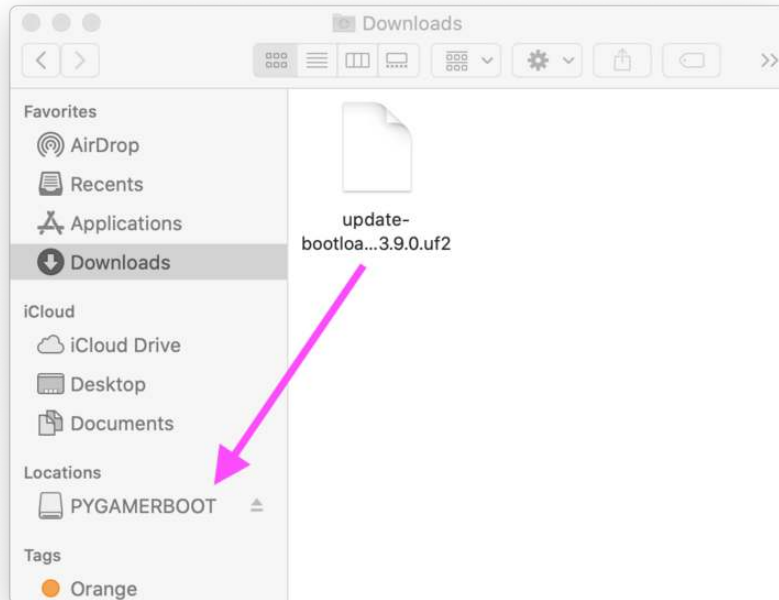 Downloads
Favorites
AirDrop
Recents
Applications
Downloads
iCloud
iCloud Drive
Desktop
Documents
Locations
PYGAMERBOOT
Tags
Orange
update-
bootloa...3.9.0.uf2